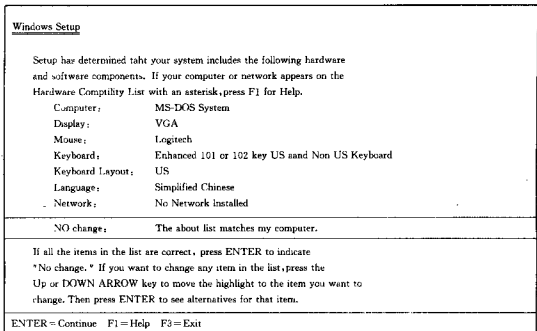 Windows Setup
Setup has determined taht your system includes the following hardware
and software components. If your computer or network appears on the
Hardware Comptility List with an asterisk,press F1 for Help.
Computer: MS-DOS System
Display: VGA
Mouse: Logitech
Keyboard: Enhanced 101 or 102 key US aand Non US Keyboard
Keyboard Layout: US
Language: Simplified Chinese
Network: No Network Installed
NO change: The about list matches my computer.
If all the items in the list are correct, press ENTER to indicate
"No change." If you want to change any item in the list,press the
Up or DOWN ARROW key to move the highlight to the item you want to
change. Then press ENTER to see alternatives for that item.
ENTER=Continue F1=Help F3=Exit